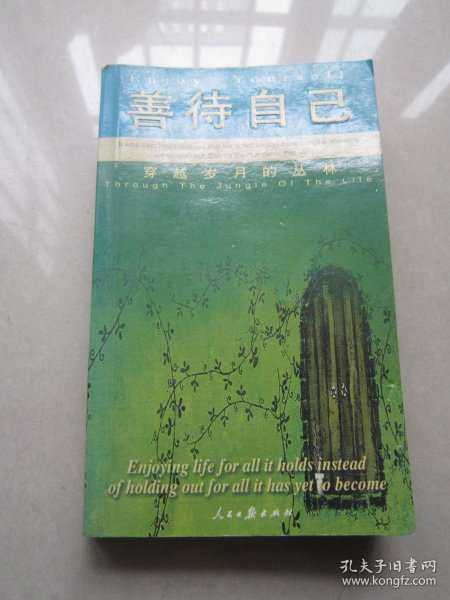 Enjoy Yourself
善待自己
穿越岁月的丛林
Through The Jungle Of The Life
Enjoying life for all it holds instead
of holding out for all it has yet to become
人民日报出版社
孔夫子旧书网
www.kongfz.com